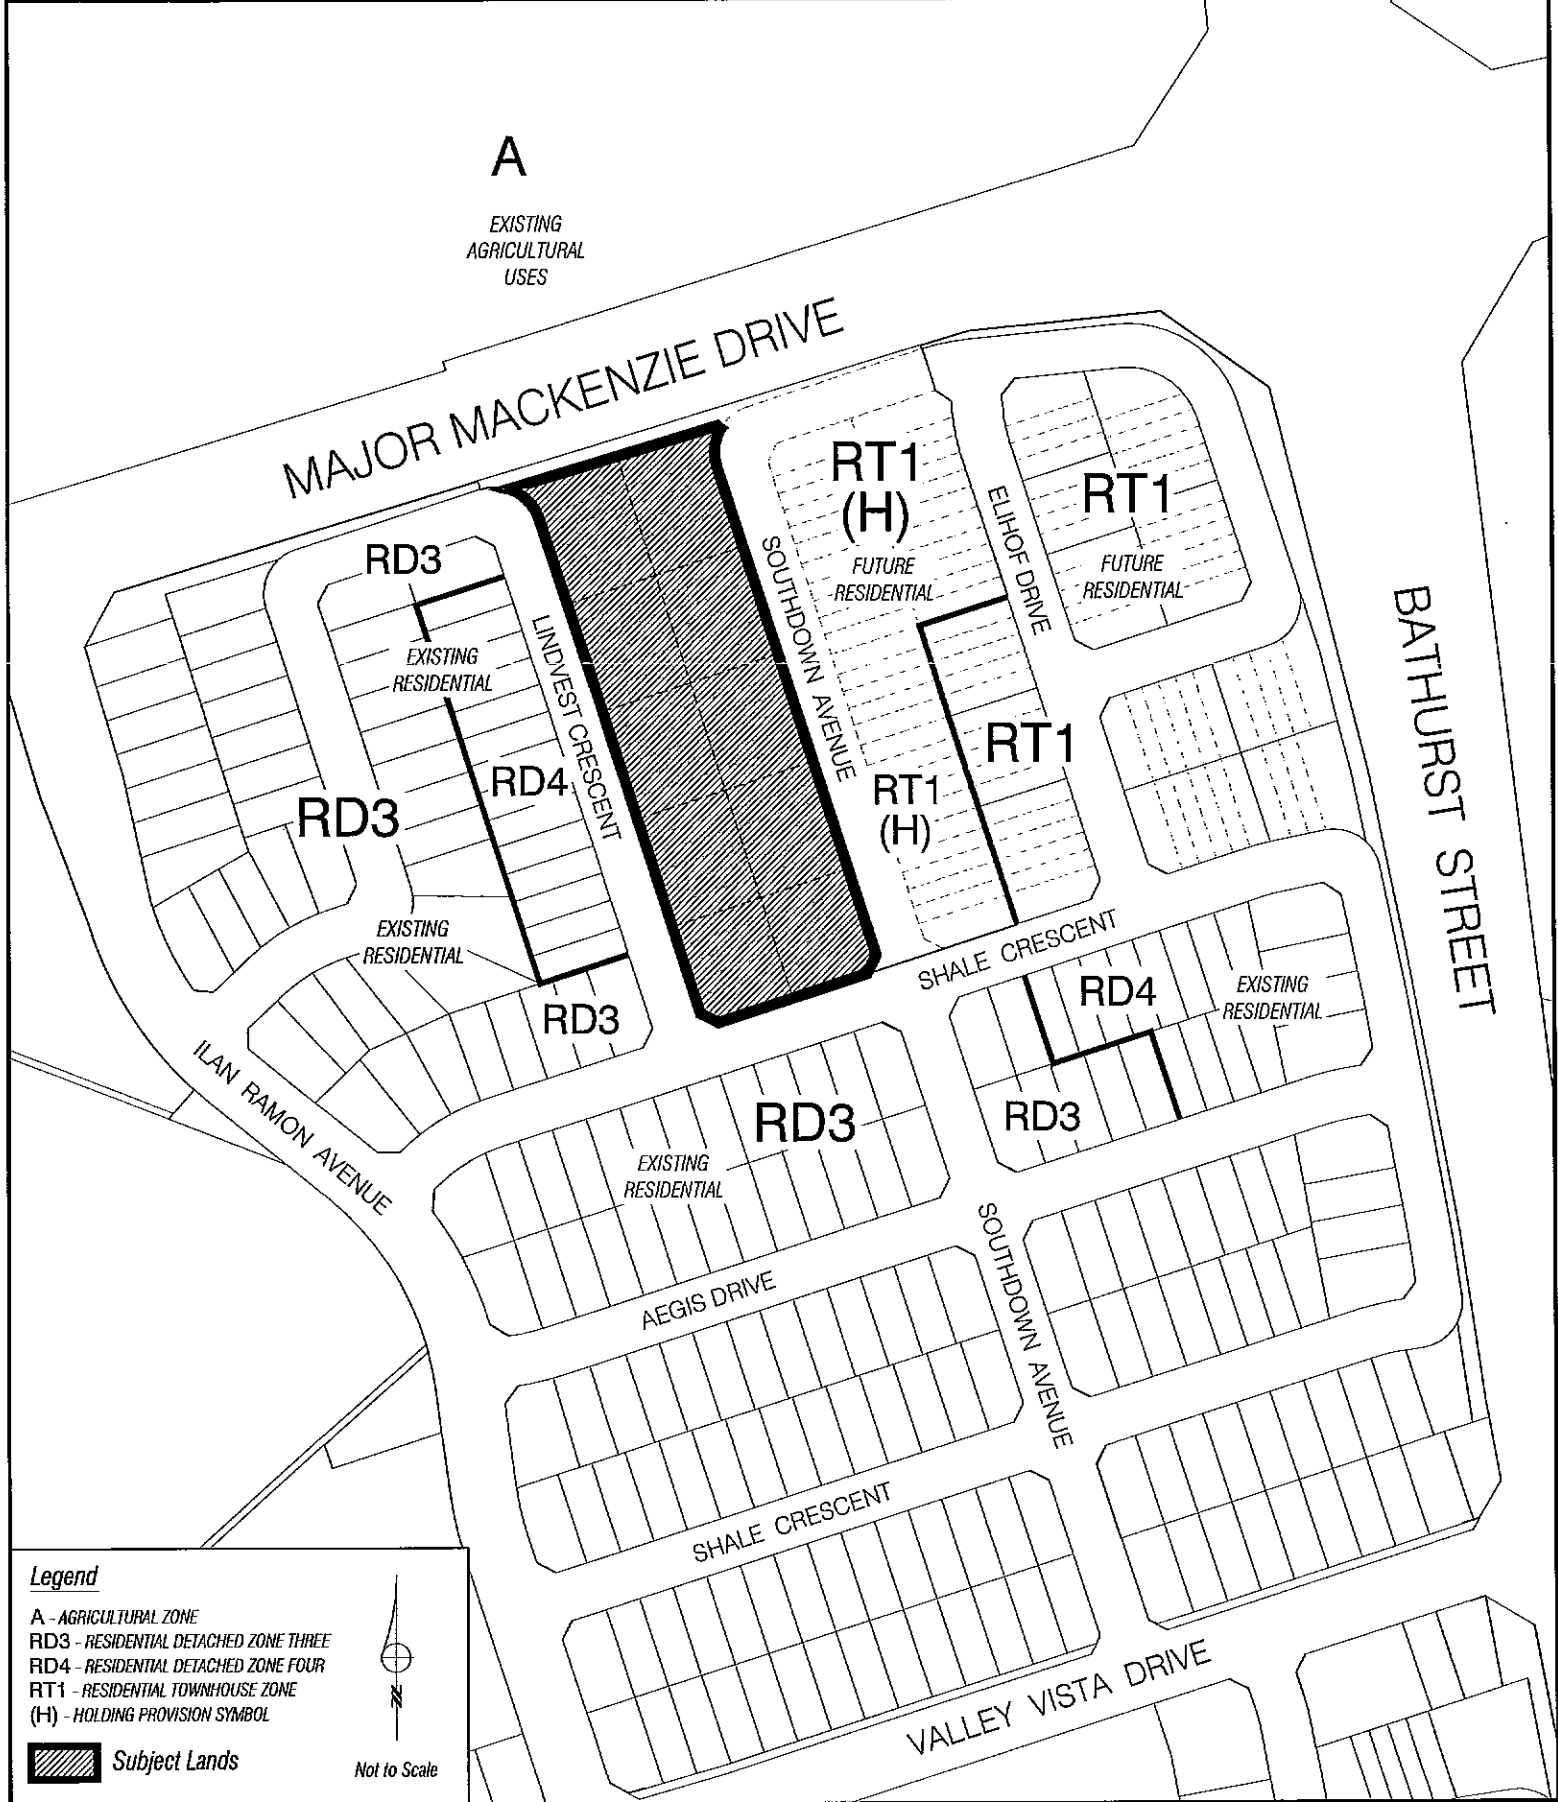 A
EXISTING
AGRICULTURAL
USES
MAJOR MACKENZIE DRIVE
RT1
(H)
FUTURE
RESIDENTIAL
ELIHOF DRIVE
RT1
FUTURE
RESIDENTIAL
RD3
EXISTING
RESIDENTIAL
LINDVEST CRESCENT
SOUTHDOWN AVENUE
BATHURST STREET
RD4
RD3
RT1
RT1
(H)
EXISTING
RESIDENTIAL
RD3
SHALE CRESCENT
RD4
EXISTING
RESIDENTIAL
RD3
ILAN RAMON AVENUE
RD3
EXISTING
RESIDENTIAL
SOUTHDOWN AVENUE
AEGIS DRIVE
SHALE CRESCENT
VALLEY VISTA DRIVE
Legend
A - AGRICULTURAL ZONE
RD3 - RESIDENTIAL DETACHED ZONE THREE
RD4 - RESIDENTIAL DETACHED ZONE FOUR
RT1 - RESIDENTIAL TOWNHOUSE ZONE
(H) - HOLDING PROVISION SYMBOL
Subject Lands
N
Not to Scale